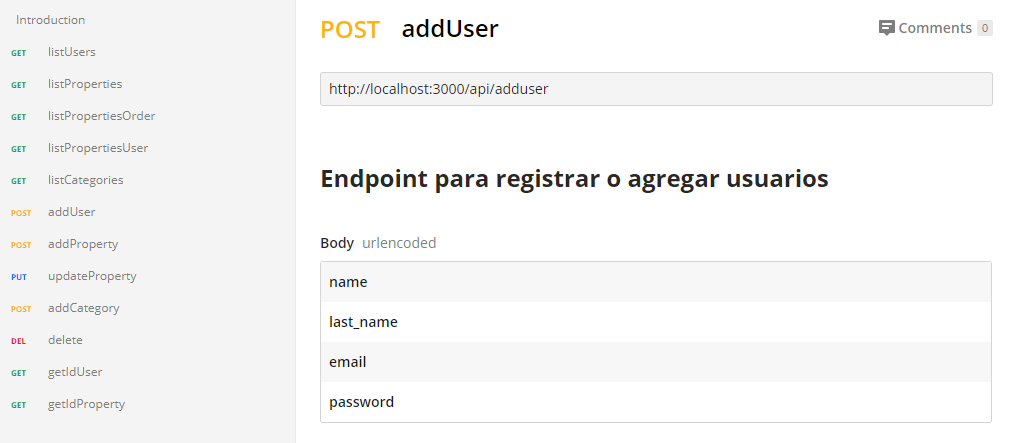 Introduction
GET listUsers
GET listProperties
GET listPropertiesOrder
GET listPropertiesUser
GET listCategories
POST addUser
POST addProperty
PUT updateProperty
POST addCategory
DEL delete
GET getIdUser
GET getIdProperty
POST addUser
Comments 0
http://localhost:3000/api/adduser
Endpoint para registrar o agregar usuarios
Body urlencoded
name
last_name
email
password